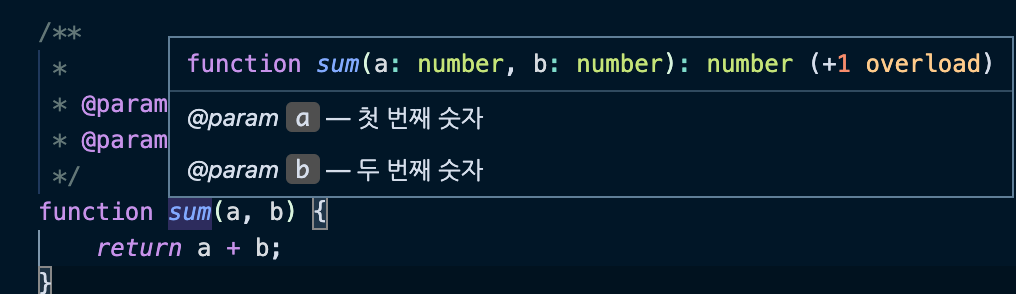 /**
*
* @param
* @param
*/
function sum(a: number, b: number): number (+1 overload)
@param a — 첫 번째 숫자
@param b — 두 번째 숫자
function sum(a, b) {
return a + b;
}